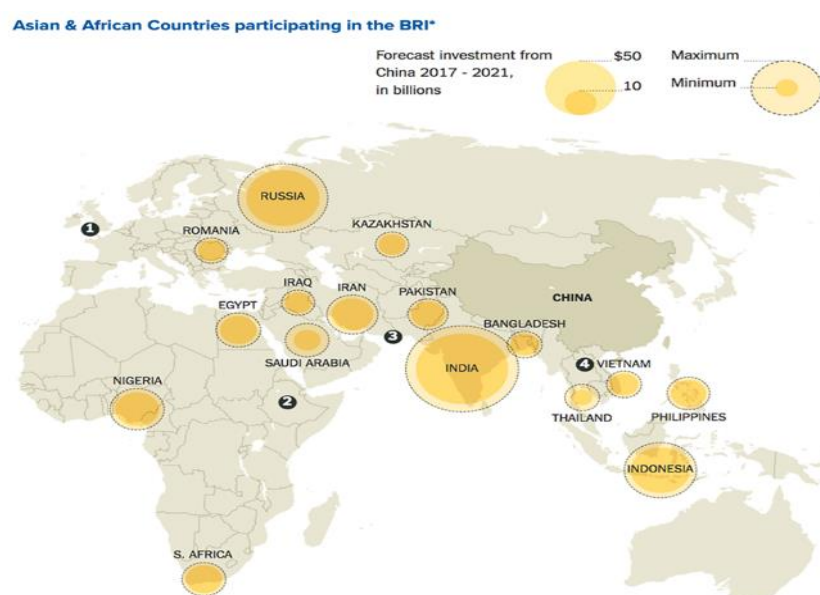 Asian & African Countries participating in the BRI*
Forecast investment from
China 2017 - 2021,
in billions
$50
10
Maximum
Minimum
RUSSIA
1
ROMANIA
KAZAKHSTAN
IRAQ
IRAN
PAKISTAN
CHINA
EGYPT
BANGLADESH
3
SAUDI ARABIA
INDIA
4 VIETNAM
NIGERIA
2
THAILAND
PHILIPPINES
INDONESIA
S. AFRICA